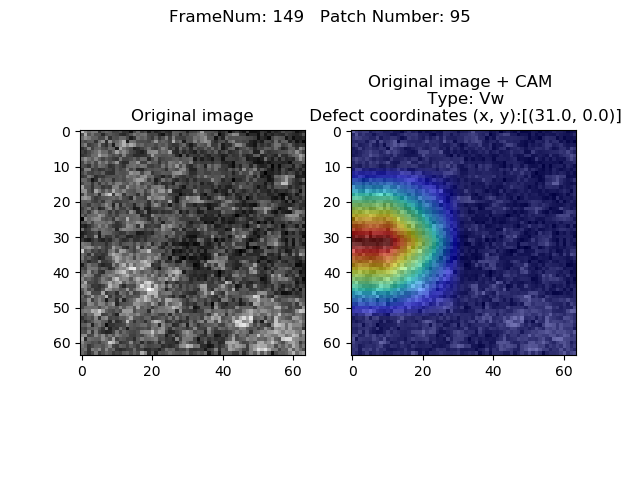 FrameNum: 149   Patch Number: 95
Original image
Original image + CAM
Type: Vw
Defect coordinates (x, y):[(31.0, 0.0)]
0
10
20
30
40
50
60
0 20 40 60
0
10
20
30
40
50
60
0 20 40 60